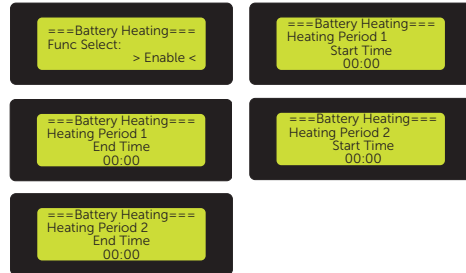 ===Battery Heating===
Func Select:
> Enable <
===Battery Heating===
Heating Period 1
Start Time
00:00
===Battery Heating===
Heating Period 1
End Time
00:00
===Battery Heating===
Heating Period 2
Start Time
00:00
===Battery Heating===
Heating Period 2
End Time
00:00